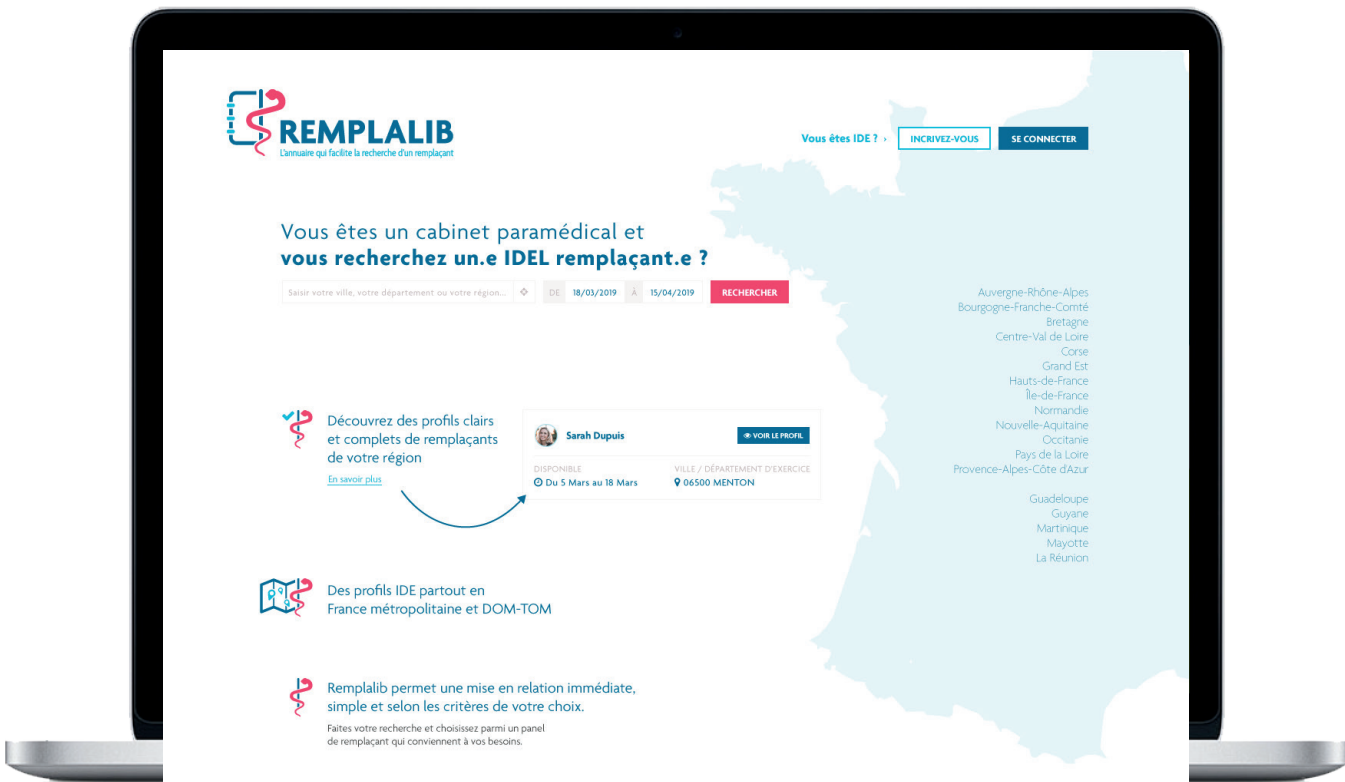 REMPLALIB
L'annuaire qui facilite la recherche d'un remplaçant
Vous êtes IDE ? ›
INCRIVEZ-VOUS
SE CONNECTER
Vous êtes un cabinet paramédical et
vous recherchez un.e IDEL remplaçant.e ?
Saisir votre ville, votre département ou votre région...
DE 18/03/2019 À 15/04/2019
RECHERCHER
Auvergne-Rhône-Alpes
Bourgogne-Franche-Comté
Bretagne
Centre-Val de Loire
Corse
Grand Est
Hauts-de-France
Île-de-France
Normandie
Nouvelle-Aquitaine
Occitanie
Pays de la Loire
Provence-Alpes-Côte d'Azur
Guadeloupe
Guyane
Martinique
Mayotte
La Réunion
Découvrez des profils clairs
et complets de remplaçants
de votre région
En savoir plus
Sarah Dupuis
VOIR LE PROFIL
DISPONIBLE
Du 5 Mars au 18 Mars
VILLE / DÉPARTEMENT D'EXERCICE
06500 MENTON
Des profils IDE partout en
France métropolitaine et DOM-TOM
Remplalib permet une mise en relation immédiate,
simple et selon les critères de votre choix.
Faites votre recherche et choisissez parmi un panel
de remplaçant qui conviennent à vos besoins.